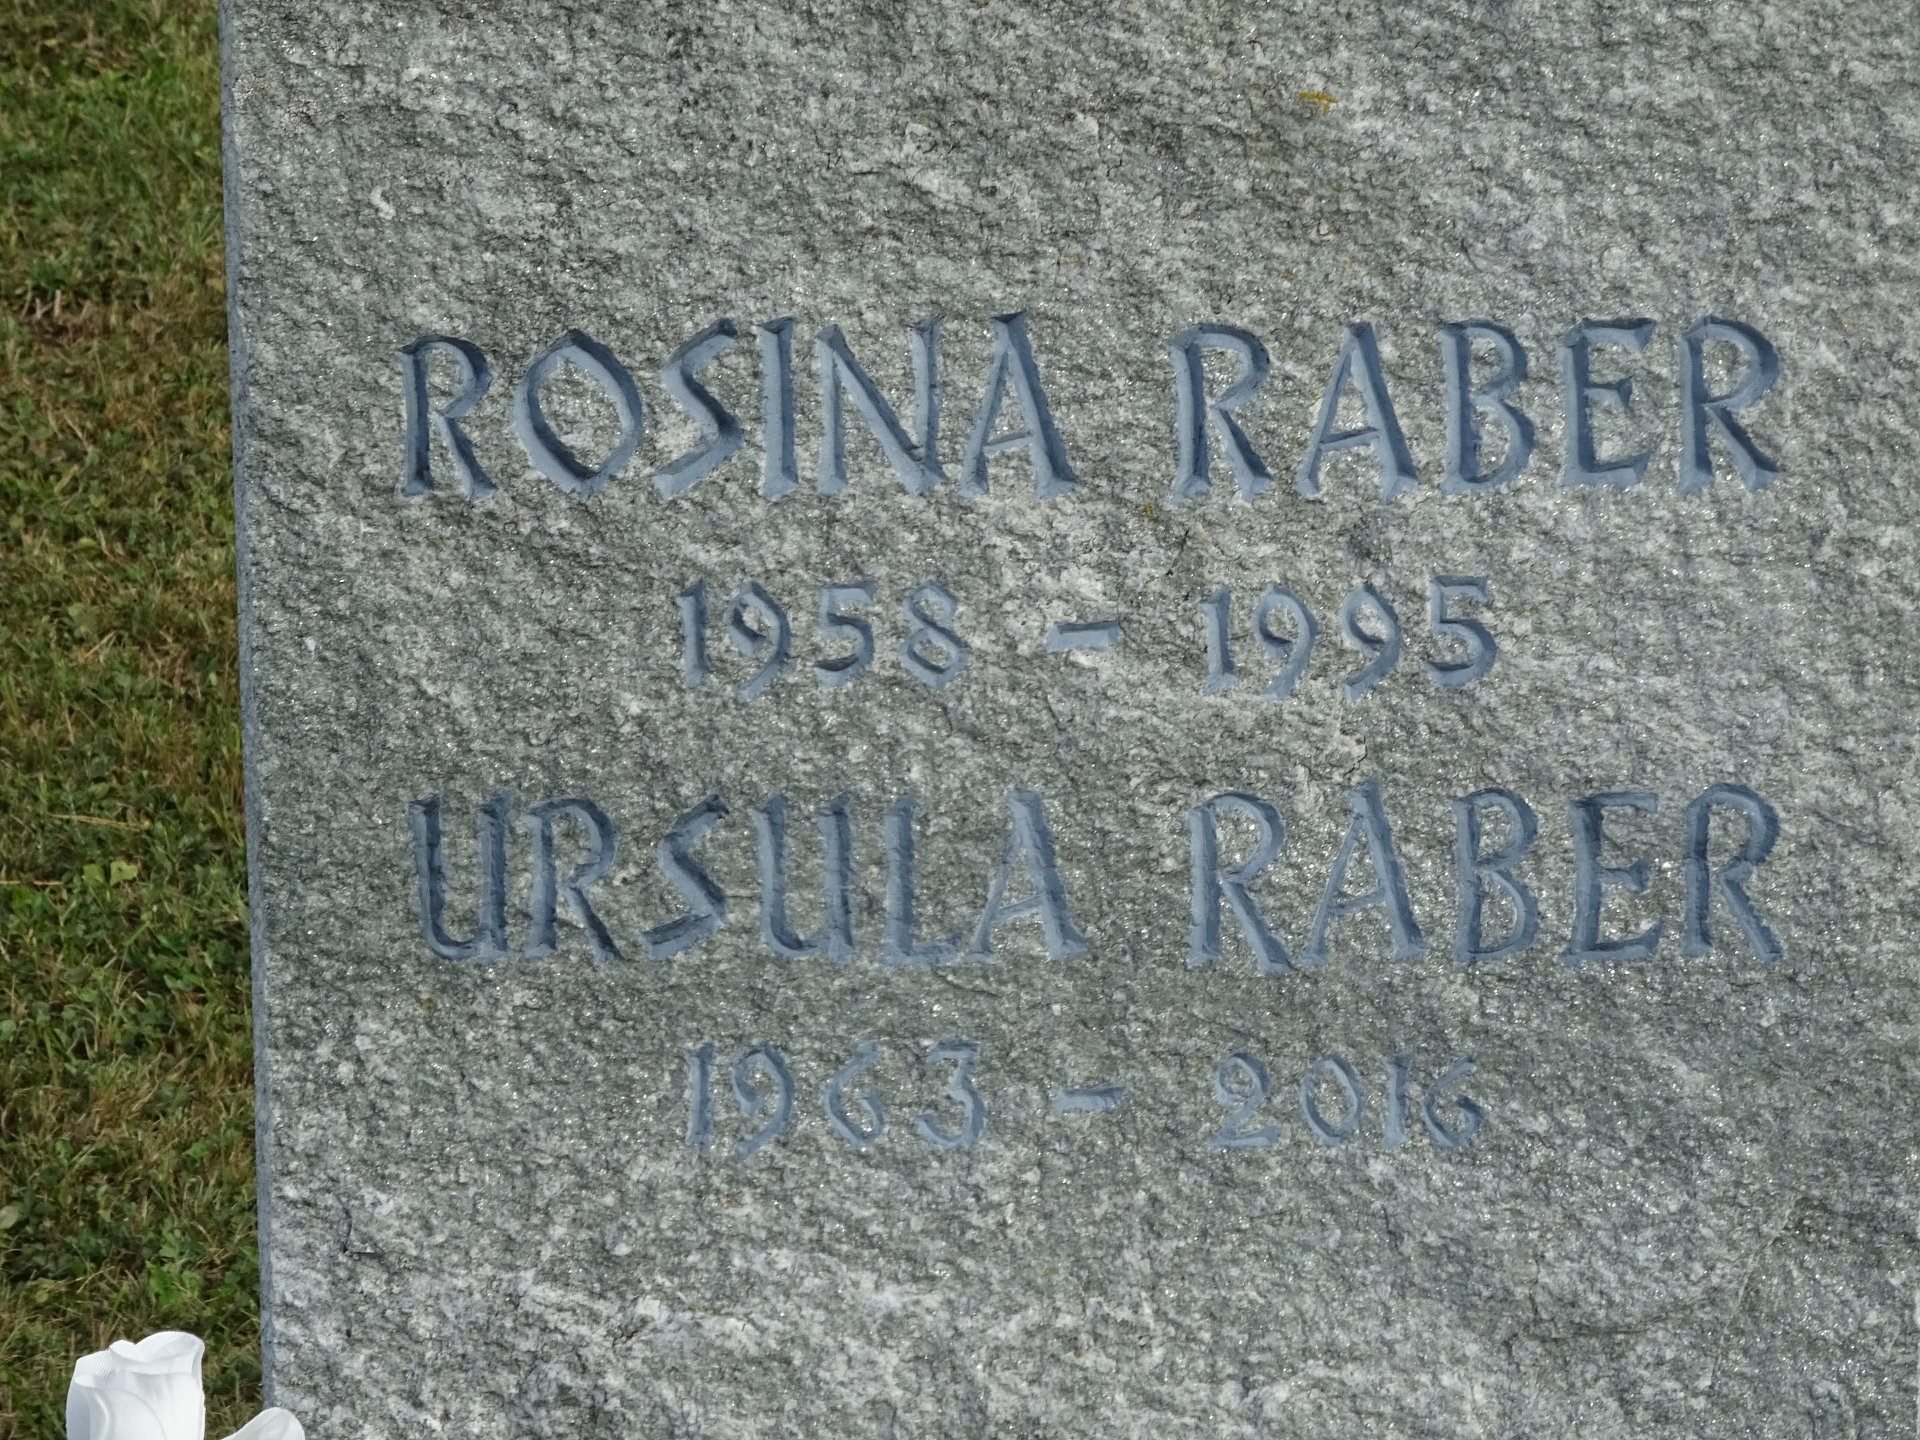 ROSINA RABER
1958 – 1995
URSULA RABER
1963 – 2016